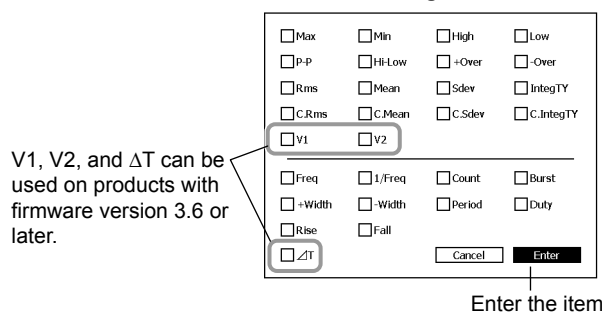 Max Min High Low
P-P Hi-Low +Over -Over
Rms Mean Sdev IntegTY
C.Rms C.Mean C.Sdev C.IntegTY
V1 V2
V1, V2, and ΔT can be
used on products with
firmware version 3.6 or
later.
Freq 1/Freq Count Burst
+Width -Width Period Duty
Rise Fall
⊿T Cancel Enter
Enter the item